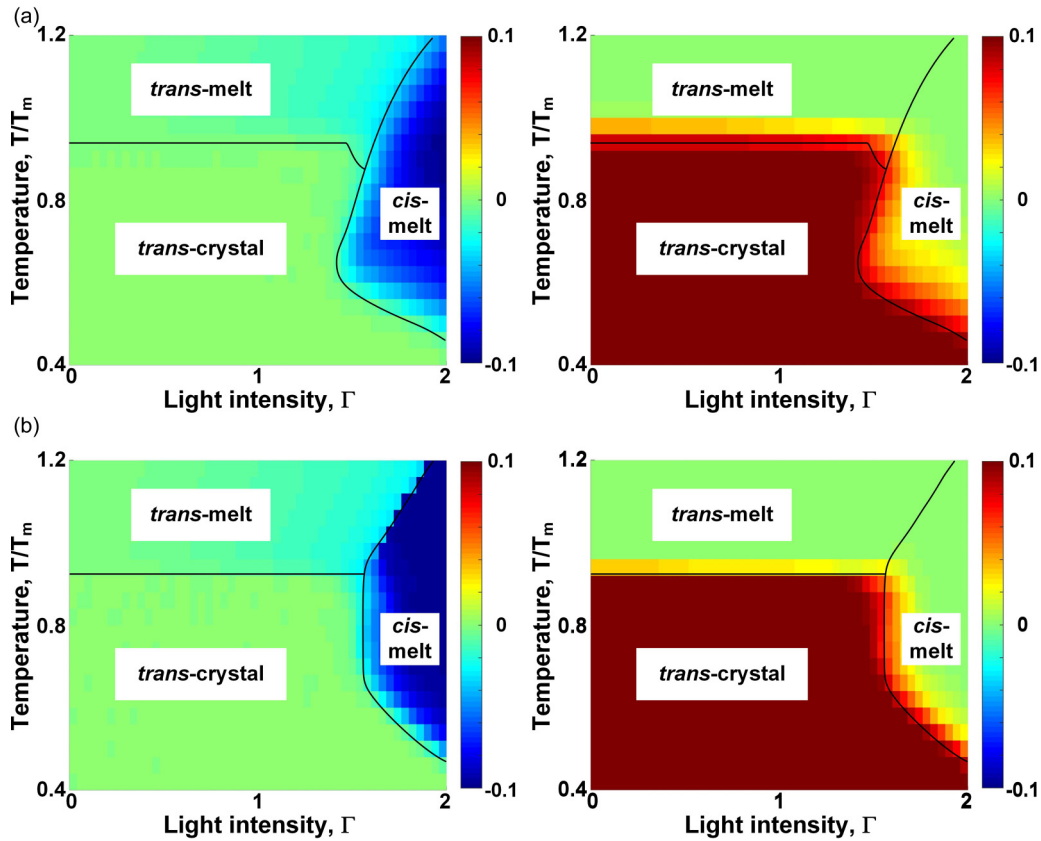 (a)
1.2
0.8
0.4
Temperature, T/Tₘ
trans-melt
trans-crystal
cis-
melt
0
1
2
Light intensity, Γ
0.1
0
-0.1
trans-melt
trans-crystal
cis-
melt
1.2
0.8
0.4
Temperature, T/Tₘ
0
1
2
Light intensity, Γ
0.1
0
-0.1
(b)
1.2
0.8
0.4
Temperature, T/Tₘ
trans-melt
trans-crystal
cis-
melt
0
1
2
Light intensity, Γ
0.1
0
-0.1
1.2
0.8
0.4
Temperature, T/Tₘ
trans-melt
trans-crystal
cis-
melt
0
1
2
Light intensity, Γ
0.1
0
-0.1